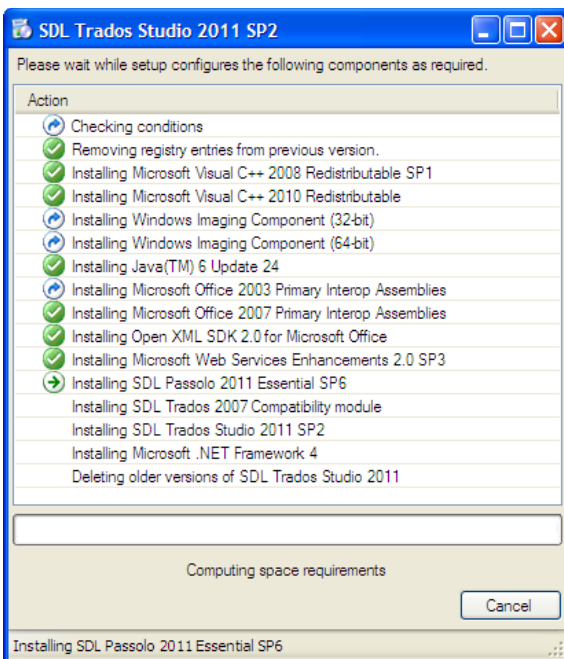 SDL Trados Studio 2011 SP2
Please wait while setup configures the following components as required.
Action
Checking conditions
Removing registry entries from previous version.
Installing Microsoft Visual C++ 2008 Redistributable SP1
Installing Microsoft Visual C++ 2010 Redistributable
Installing Windows Imaging Component (32-bit)
Installing Windows Imaging Component (64-bit)
Installing Java(TM) 6 Update 24
Installing Microsoft Office 2003 Primary Interop Assemblies
Installing Microsoft Office 2007 Primary Interop Assemblies
Installing Open XML SDK 2.0 for Microsoft Office
Installing Microsoft Web Services Enhancements 2.0 SP3
Installing SDL Passolo 2011 Essential SP6
Installing SDL Trados 2007 Compatibility module
Installing SDL Trados Studio 2011 SP2
Installing Microsoft .NET Framework 4
Deleting older versions of SDL Trados Studio 2011
Computing space requirements
Cancel
Installing SDL Passolo 2011 Essential SP6